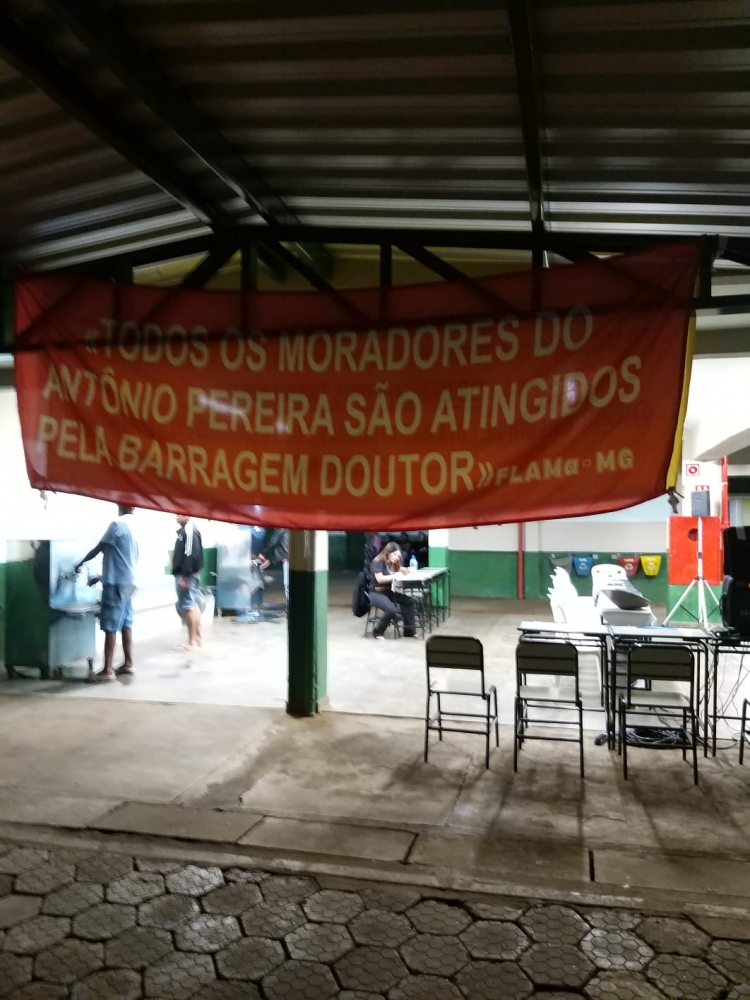 «TODOS OS MORADORES DO
ANTÔNIO PEREIRA SÃO ATINGIDOS
PELA BARRAGEM DOUTOR» FLAMa-MG